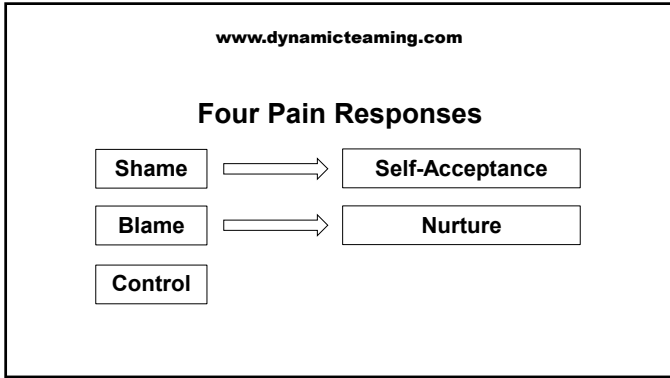 www.dynamicteaming.com
Four Pain Responses
Shame Self-Acceptance
Blame Nurture
Control